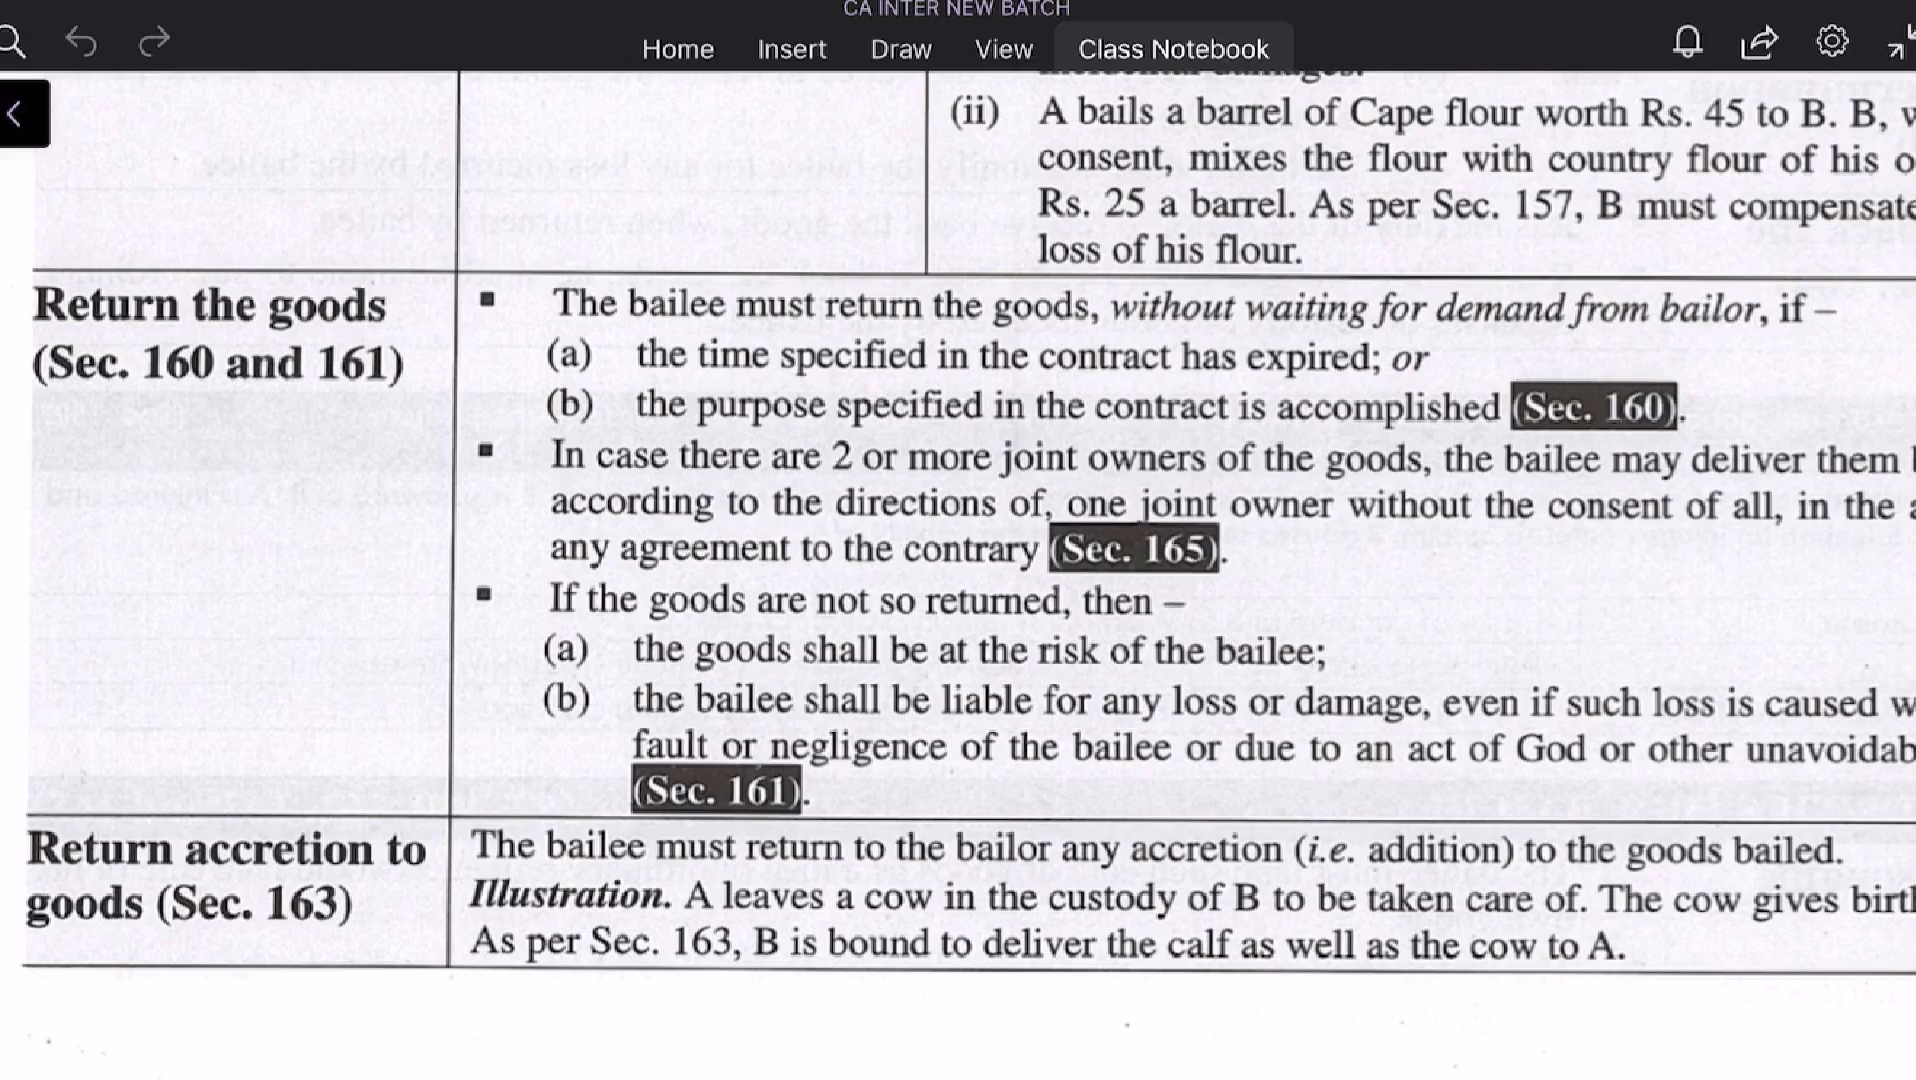 CA INTER NEW BATCH
Home Insert Draw View Class Notebook
(ii) A bails a barrel of Cape flour worth Rs. 45 to B. B,
consent, mixes the flour with country flour of his
Rs. 25 a barrel. As per Sec. 157, B must compensate
loss of his flour.
Return the goods
(Sec. 160 and 161)
▪ The bailee must return the goods, without waiting for demand from bailor, if –
(a) the time specified in the contract has expired; or
(b) the purpose specified in the contract is accomplished (Sec. 160).
▪ In case there are 2 or more joint owners of the goods, the bailee may deliver them
according to the directions of, one joint owner without the consent of all, in the
any agreement to the contrary (Sec. 165).
▪ If the goods are not so returned, then –
(a) the goods shall be at the risk of the bailee;
(b) the bailee shall be liable for any loss or damage, even if such loss is caused
fault or negligence of the bailee or due to an act of God or other
(Sec. 161).
Return accretion to
goods (Sec. 163)
The bailee must return to the bailor any accretion (i.e. addition) to the goods bailed.
Illustration. A leaves a cow in the custody of B to be taken care of. The cow gives
As per Sec. 163, B is bound to deliver the calf as well as the cow to A.